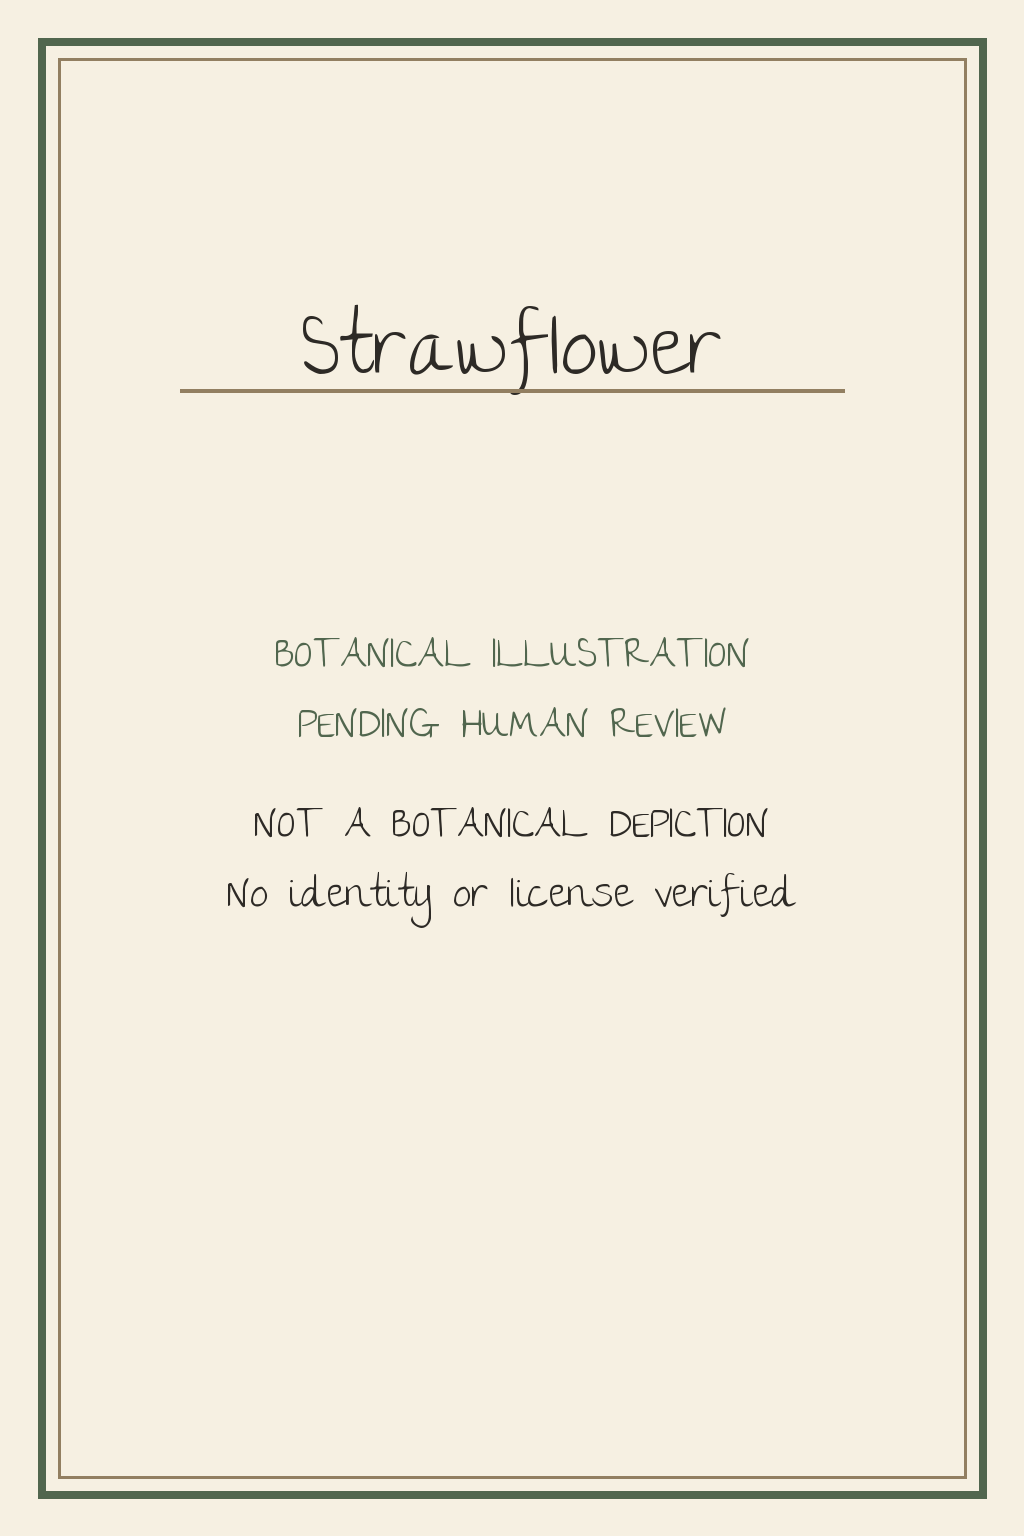 Strawflower
BOTANICAL ILLUSTRATION
PENDING HUMAN REVIEW
NOT A BOTANICAL DEPICTION
No identity or license verified